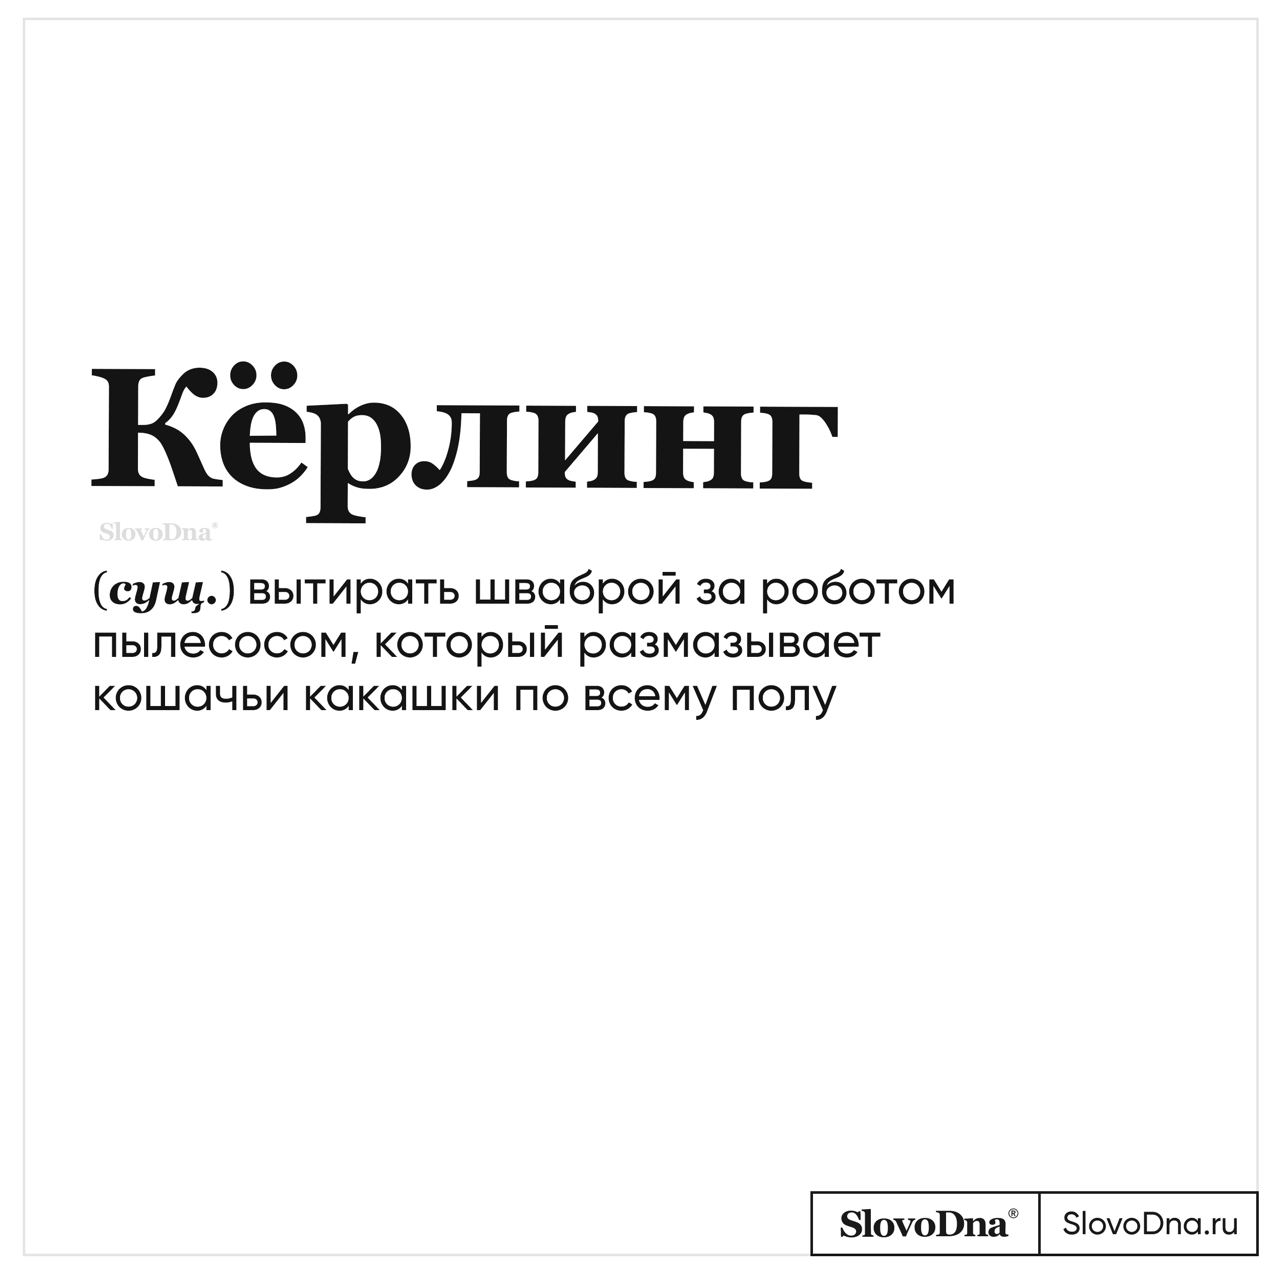 Кёрлинг
SlovoDna®
(сущ.) вытирать шваброй за роботом
пылесосом, который размазывает
кошачьи какашки по всему полу
SlovoDna® SlovoDna.ru